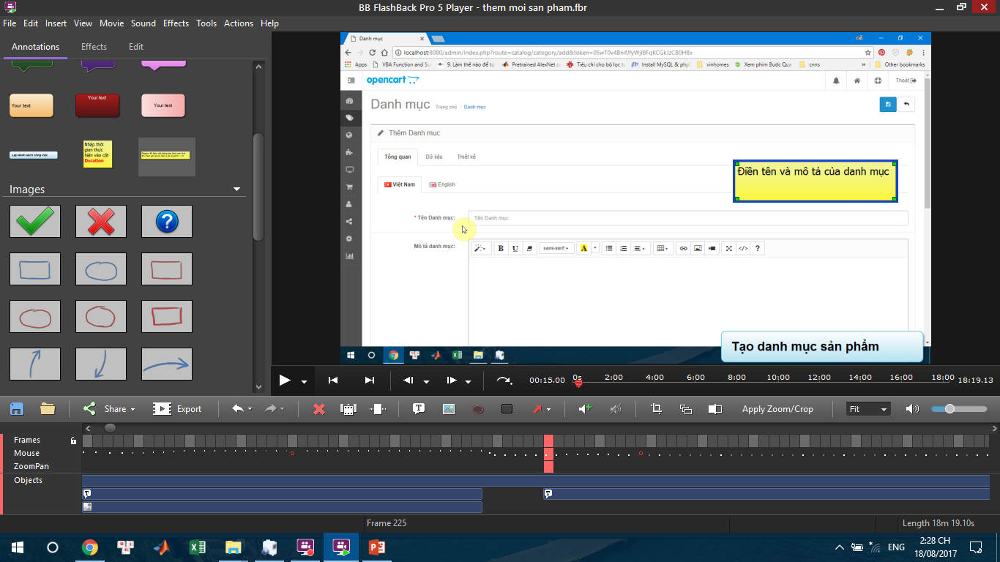 BB FlashBack Pro 5 Player - them moi san pham.fbr
File Edit Insert View Movie Sound Effects Tools Actions Help
Annotations Effects Edit
Your text
Your text
Your text
Lập danh sách công việc
Nhập thời
gian thực
hiện vào cột
Duration
Images
Danh mục
localhost:8080/admin/index.php?route=catalog/category/add&token=
Apps
VBA Function and Su
9. Làm thế nào để tự
Pretrained AlexNet c
Tiêu chí cho bộ lọc tu
Install MySQL & php
vinhomes
Xem phim Bước Qua
cnns
»
Other bookmarks
opencart
Thoát
Danh mục
Trang chủ / Danh mục
Thêm Danh mục
Tổng quan
Dữ liệu
Thiết kế
Việt Nam
English
Điền tên và mô tả của danh mục
* Tên Danh mục:
Tên Danh mục:
Mô tả danh mục:
B U sans-serif A </> ?
Tạo danh mục sản phẩm
00:15.00
0s 2:00 4:00 6:00 8:00 10:00 12:00 14:00 16:00 18:00
18:19.13
Share
Export
Apply Zoom/Crop
Fit
Frames
Mouse
ZoomPan
Objects
T
T
Frame 225
Length 18m 19.10s
ENG
2:28 CH
18/08/2017